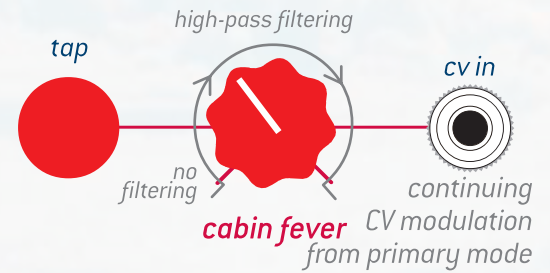 high-pass filtering
tap
cv in
no
filtering
cabin fever
continuing
CV modulation
from primary mode